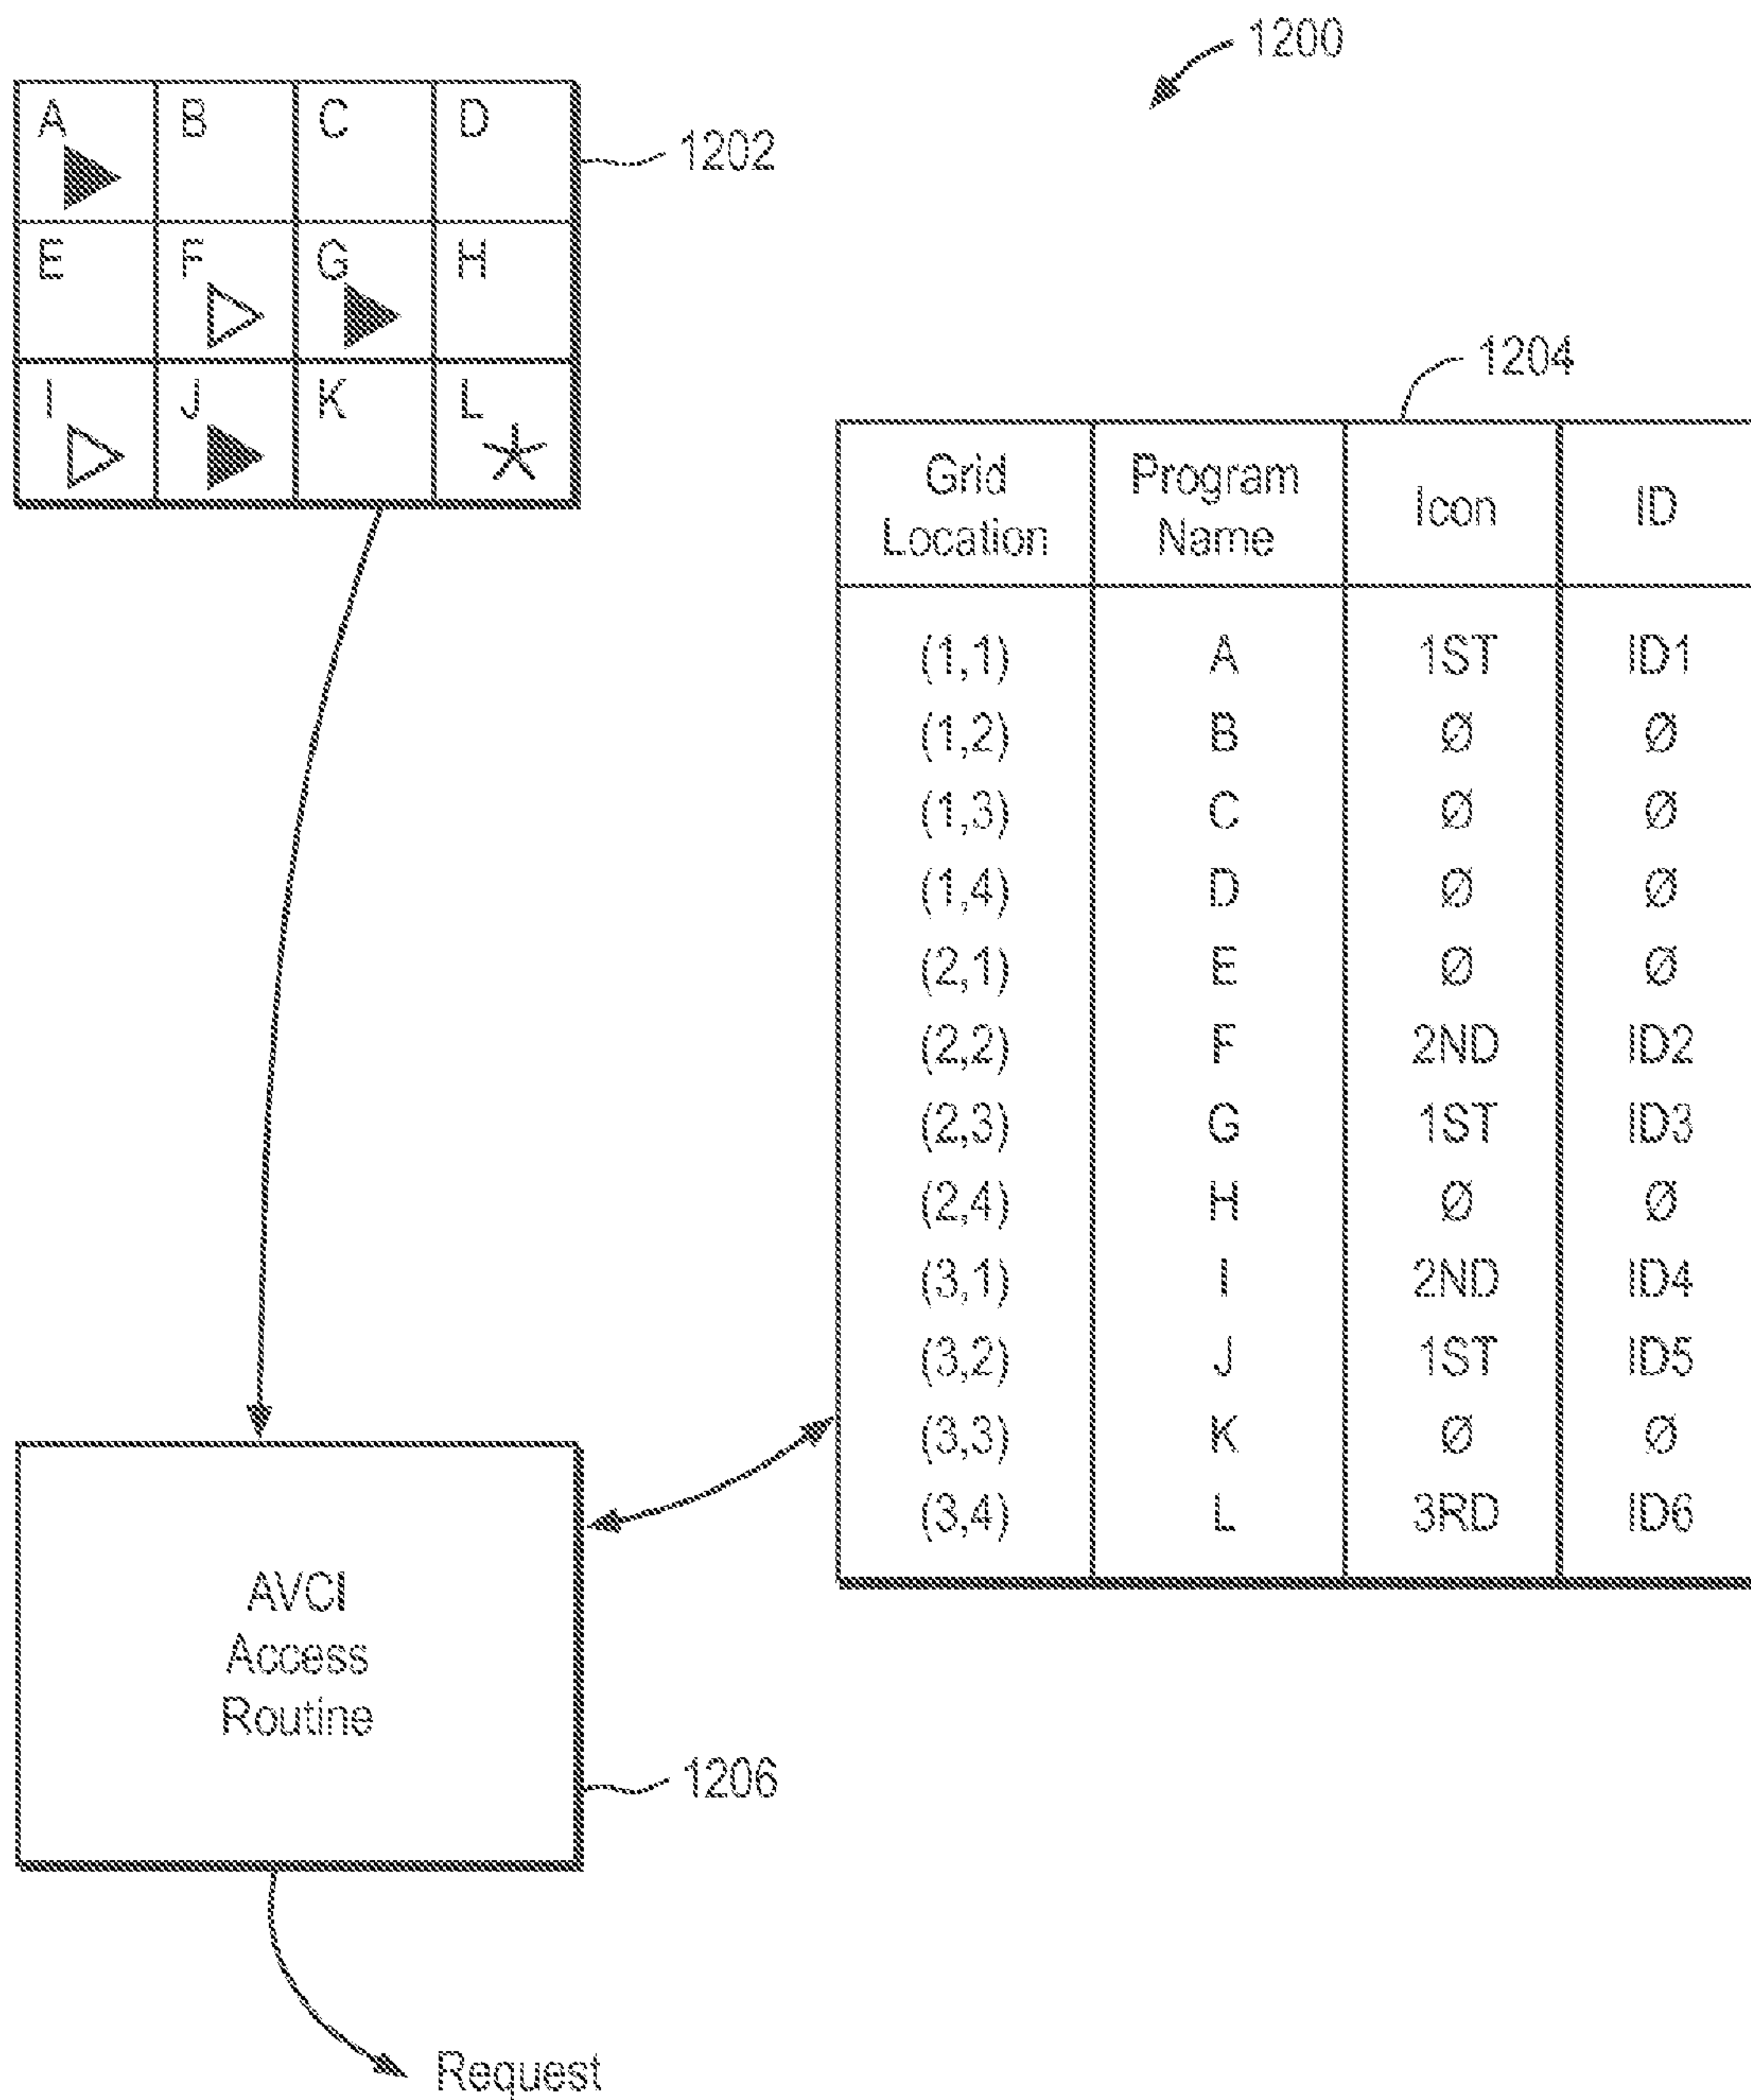 1200
A B C D
1202
E F G H
I J K L
1204
Grid Location Program Name Icon ID
(1,1) A 1ST ID1
(1,2) B Ø Ø
(1,3) C Ø Ø
(1,4) D Ø Ø
(2,1) E Ø Ø
(2,2) F 2ND ID2
(2,3) G 1ST ID3
(2,4) H Ø Ø
(3,1) I 2ND ID4
(3,2) J 1ST ID5
(3,3) K Ø Ø
(3,4) L 3RD ID6
AVCI
Access
Routine
1206
Request